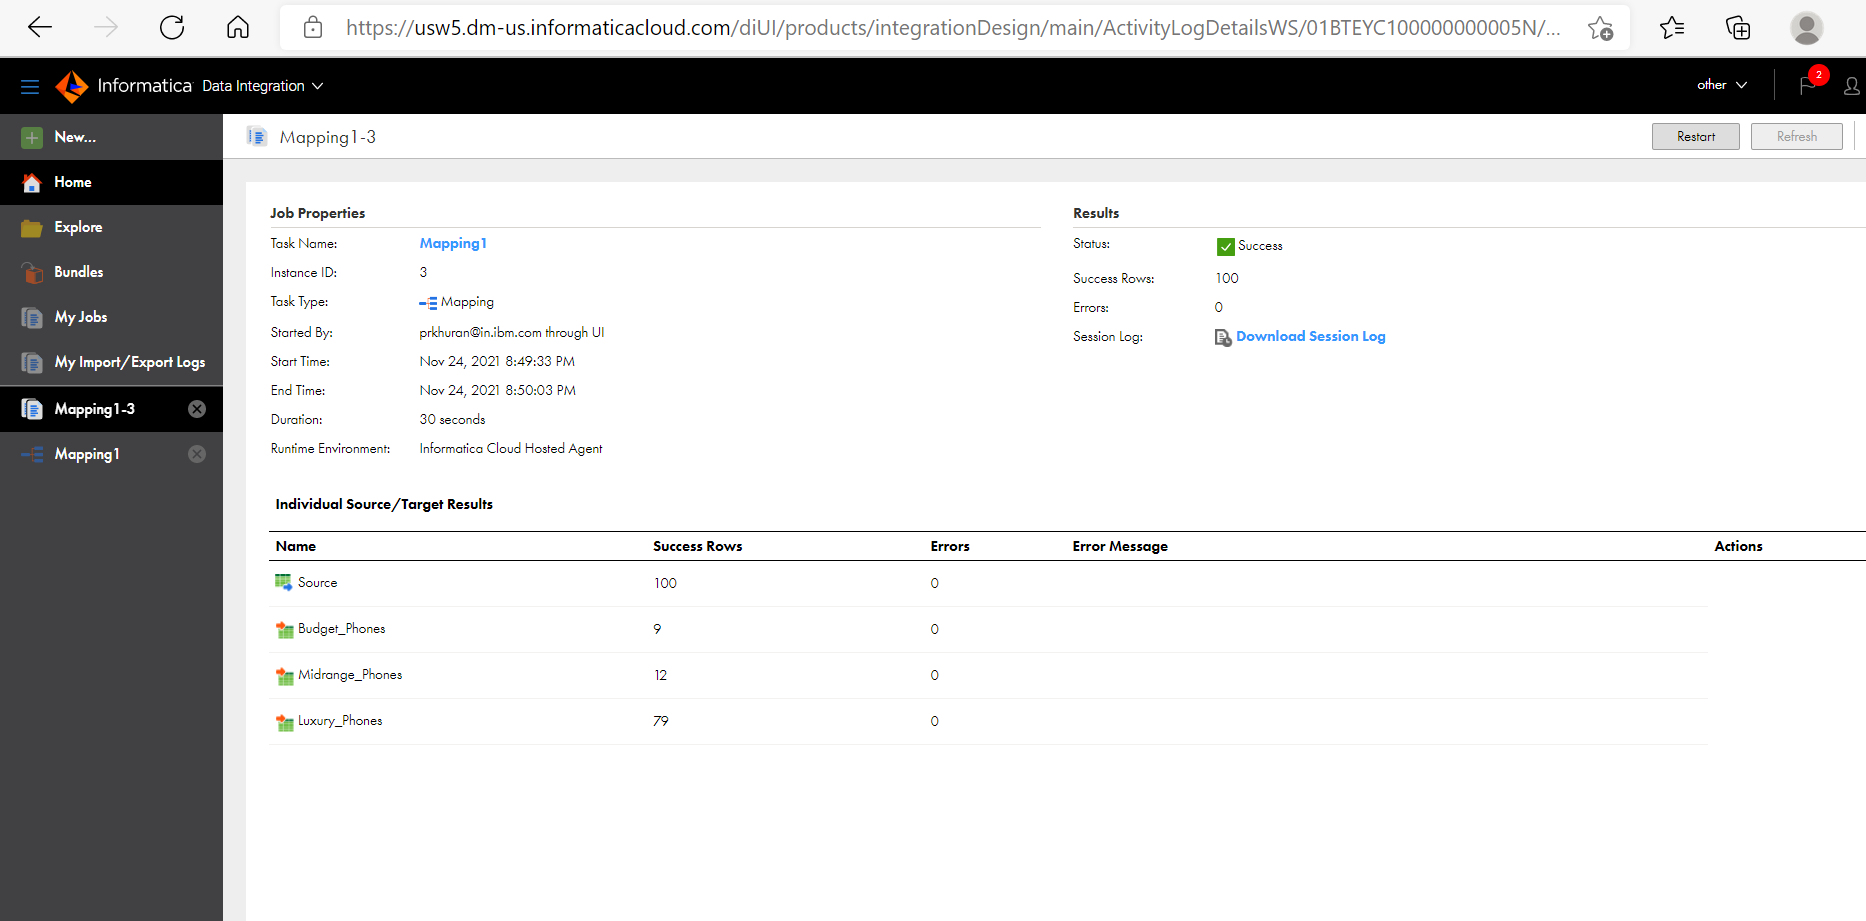 https://usw5.dm-us.informaticacloud.com/diUI/products/integrationDesign/main/ActivityLogDetailsWS/01BTEYC100000000005N/...
Informatica Data Integration
other
2
New...
Home
Explore
Bundles
My Jobs
My Import/Export Logs
Mapping1-3
Mapping1
Mapping1-3
Restart
Refresh
Job Properties
Task Name: Mapping1
Instance ID: 3
Task Type: Mapping
Started By: prkhuran@in.ibm.com through UI
Start Time: Nov 24, 2021 8:49:33 PM
End Time: Nov 24, 2021 8:50:03 PM
Duration: 30 seconds
Runtime Environment: Informatica Cloud Hosted Agent
Results
Status: Success
Success Rows: 100
Errors: 0
Session Log: Download Session Log
Individual Source/Target Results
Name Success Rows Errors Error Message Actions
Source 100 0
Budget_Phones 9 0
Midrange_Phones 12 0
Luxury_Phones 79 0